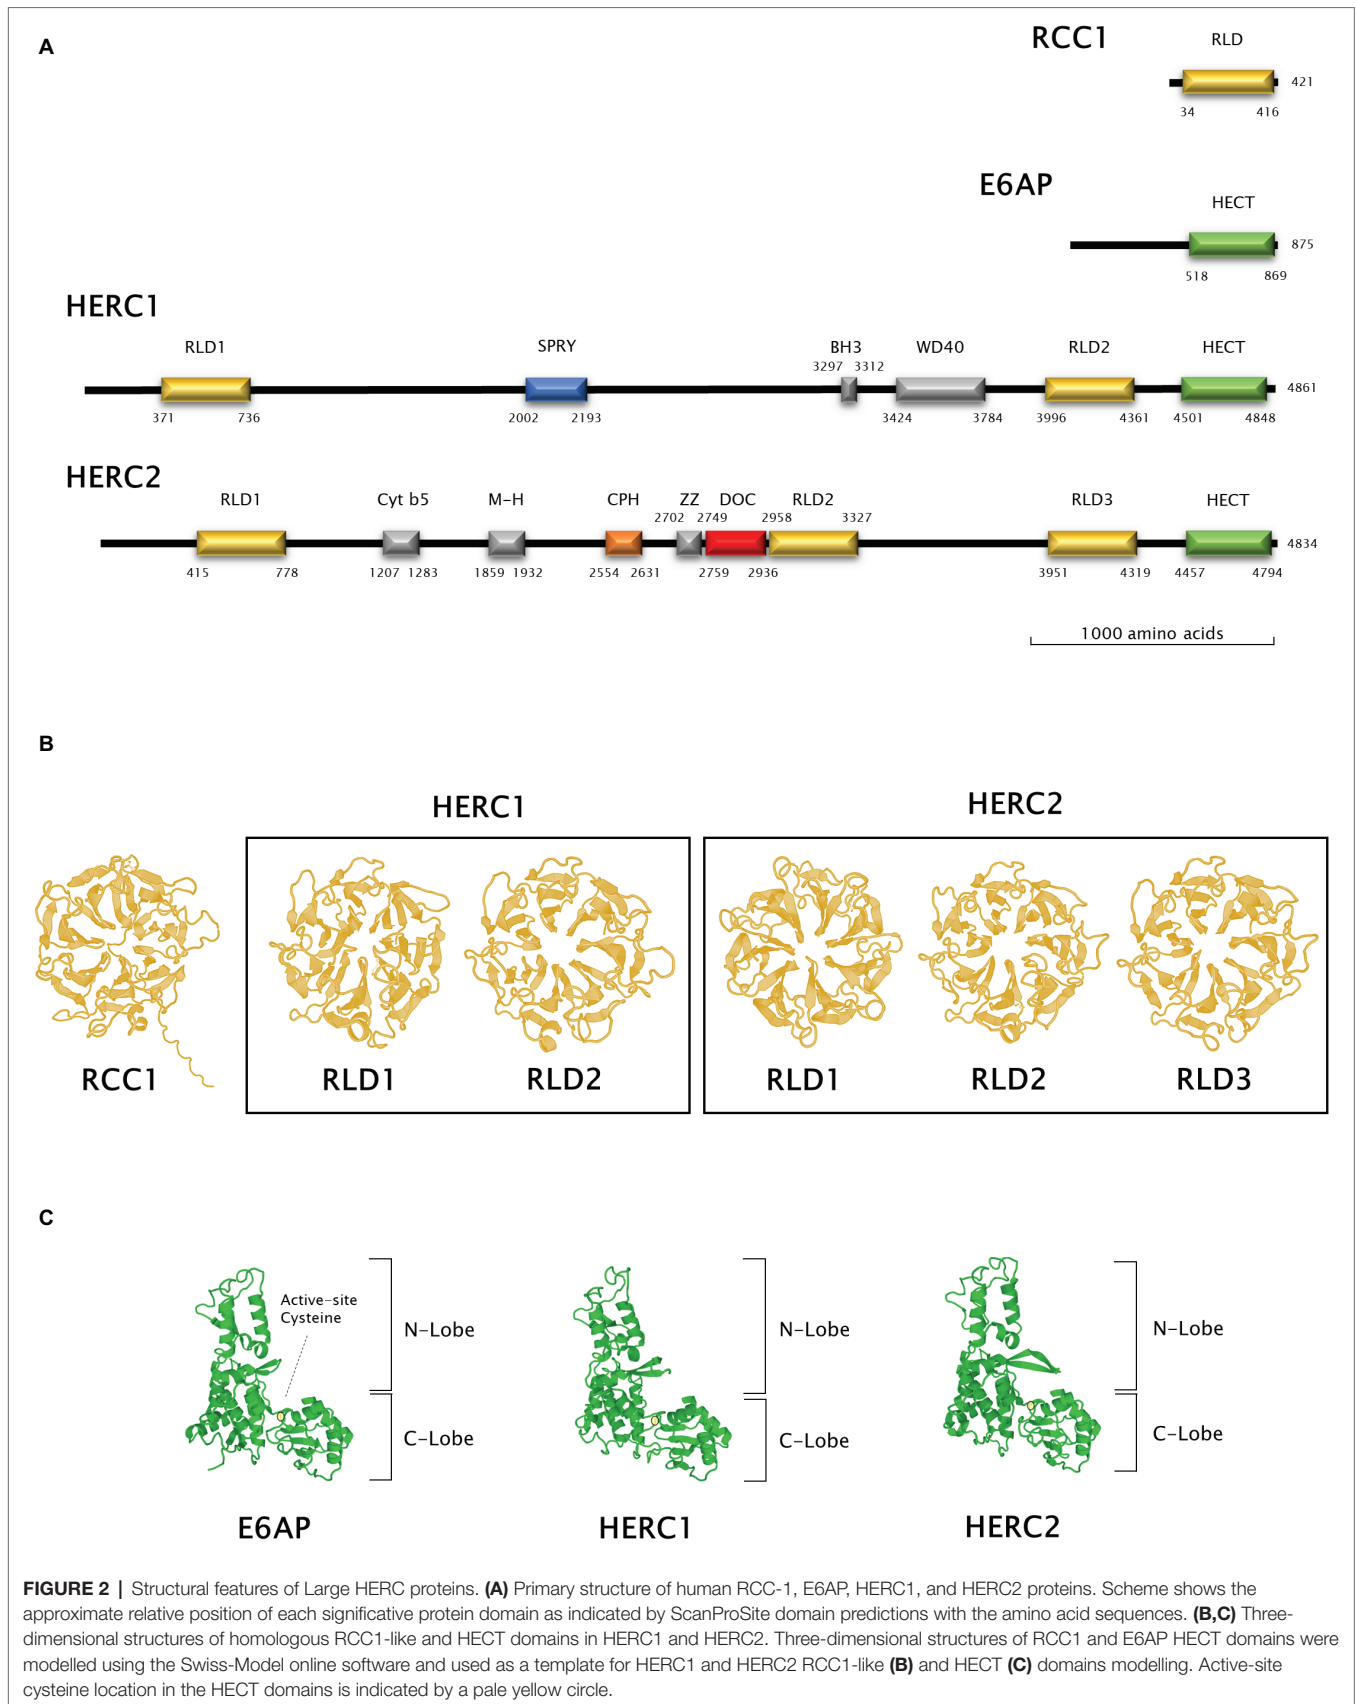 A
RCC1
RLD
421
34 416
E6AP
HECT
875
518 869
HERC1
RLD1 SPRY BH3 WD40 RLD2 HECT
3297 3312
4861
371 736 2002 2193 3424 3784 3996 4361 4501 4848
HERC2
RLD1 Cyt b5 M-H CPH ZZ DOC RLD2 RLD3 HECT
2702 2749 2958 3327
4834
415 778 1207 1283 1859 1932 2554 2631 2759 2936 3951 4319 4457 4794
1000 amino acids
B
HERC1 HERC2
RCC1 RLD1 RLD2 RLD1 RLD2 RLD3
C
Active-site
Cysteine
N-Lobe N-Lobe N-Lobe
C-Lobe C-Lobe C-Lobe
E6AP HERC1 HERC2
FIGURE 2 | Structural features of Large HERC proteins. (A) Primary structure of human RCC-1, E6AP, HERC1, and HERC2 proteins. Scheme shows the
approximate relative position of each significative protein domain as indicated by ScanProSite domain predictions with the amino acid sequences. (B,C) Three-
dimensional structures of homologous RCC1-like and HECT domains in HERC1 and HERC2. Three-dimensional structures of RCC1 and E6AP HECT domains were
modelled using the Swiss-Model online software and used as a template for HERC1 and HERC2 RCC1-like (B) and HECT (C) domains modelling. Active-site
cysteine location in the HECT domains is indicated by a pale yellow circle.